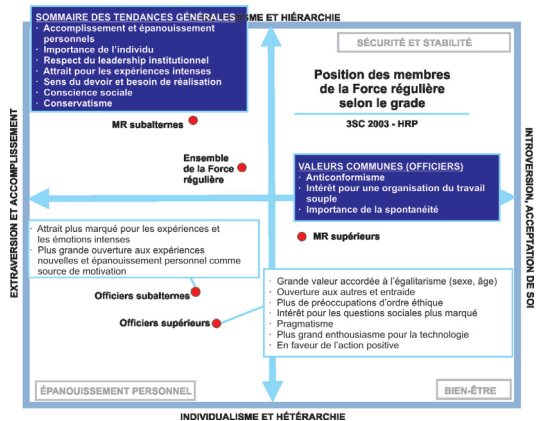 SOMMAIRE DES TENDANCES GÉNÉRALES
ISME ET HIÉRARCHIE
· Accomplissement et épanouissement
personnels
· Importance de l'individu
· Respect du leadership institutionnel
· Attrait pour les expériences intenses
· Sens du devoir et besoin de réalisation
· Conscience sociale
· Conservatisme
SÉCURITÉ ET STABILITÉ
Position des membres
de la Force régulière
selon le grade
3SC 2003 - HRP
MR subalternes
Ensemble
de la Force
régulière
VALEURS COMMUNES (OFFICIERS)
· Anticonformisme
· Intérêt pour une organisation du travail
souple
· Importance de la spontanéité
EXTRAVERSION ET ACCOMPLISSEMENT
INTROVERSION, ACCEPTATION DE SOI
MR supérieurs
· Attrait plus marqué pour les expériences et
les émotions intenses
· Plus grande ouverture aux expériences
nouvelles et épanouissement personnel comme
source de motivation
Officiers subalternes
Officiers supérieurs
· Grande valeur accordée à l'égalitarisme (sexe, âge)
· Ouverture aux autres et entraide
· Plus de préoccupations d'ordre éthique
· Intérêt pour les questions sociales plus marqué
· Pragmatisme
· Plus grand enthousiasme pour la technologie
· En faveur de l'action positive
ÉPANOUISSEMENT PERSONNEL
BIEN-ÊTRE
INDIVIDUALISME ET HÉTÉRARCHIE